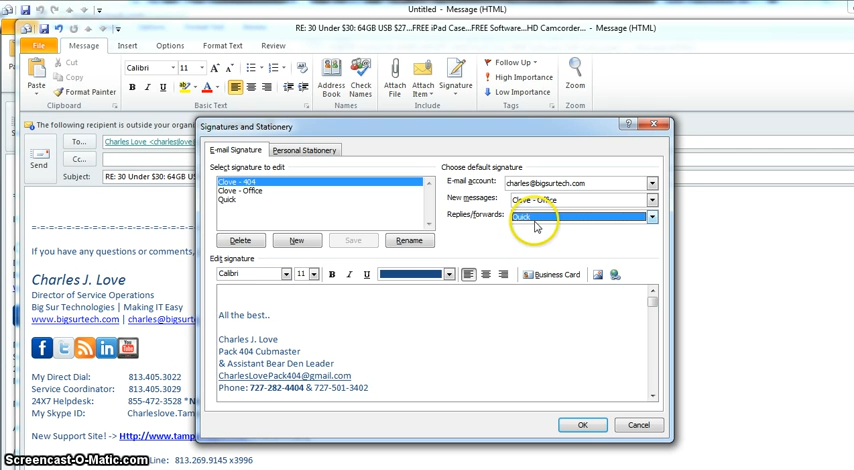 Untitled - Message (HTML)
RE: 30 Under $30: 64GB USB $27...FREE iPad Case...FREE Software...HD Camcorder... - Message (HTML)
File Message Insert Options Format Text Review
Paste
Cut
Copy
Format Painter
Clipboard
Calibri 11
B I U
Basic Text
Address Book
Check Names
Names
Attach File
Attach Item
Signature
Include
Follow Up
High Importance
Low Importance
Tags
Zoom
Zoom
The following recipient is outside your organi
Send
To... Charles Love <charleslove
Cc...
Subject: RE: 30 Under $30: 64GB US
If you have any questions or comments,
Charles J. Love
Director of Service Operations
Big Sur Technologies | Making IT Easy
www.bigsurtech.com | charles@bigsurt
My Direct Dial: 813.405.3022
Service Coordinator: 813.405.3029
24X7 Helpdesk: 855-472-3528 *N
My Skype ID: Charleslove.Tam
New Support Site! -> http://www.tamp
Line: 813.269.9145 x3996
Signatures and Stationery
E-mail Signature Personal Stationery
Select signature to edit
Clove - 404
Clove - Office
Quick
Delete New Save Rename
Choose default signature
E-mail account: charles@bigsurtech.com
New messages: Clove - Office
Replies/forwards: Quick
Edit signature
Calibri 11 B I U Business Card
All the best..
Charles J. Love
Pack 404 Cubmaster
& Assistant Bear Den Leader
CharlesLovePack404@gmail.com
Phone: 727-282-4404 & 727-501-3402
OK Cancel
Screencast-O-Matic.com